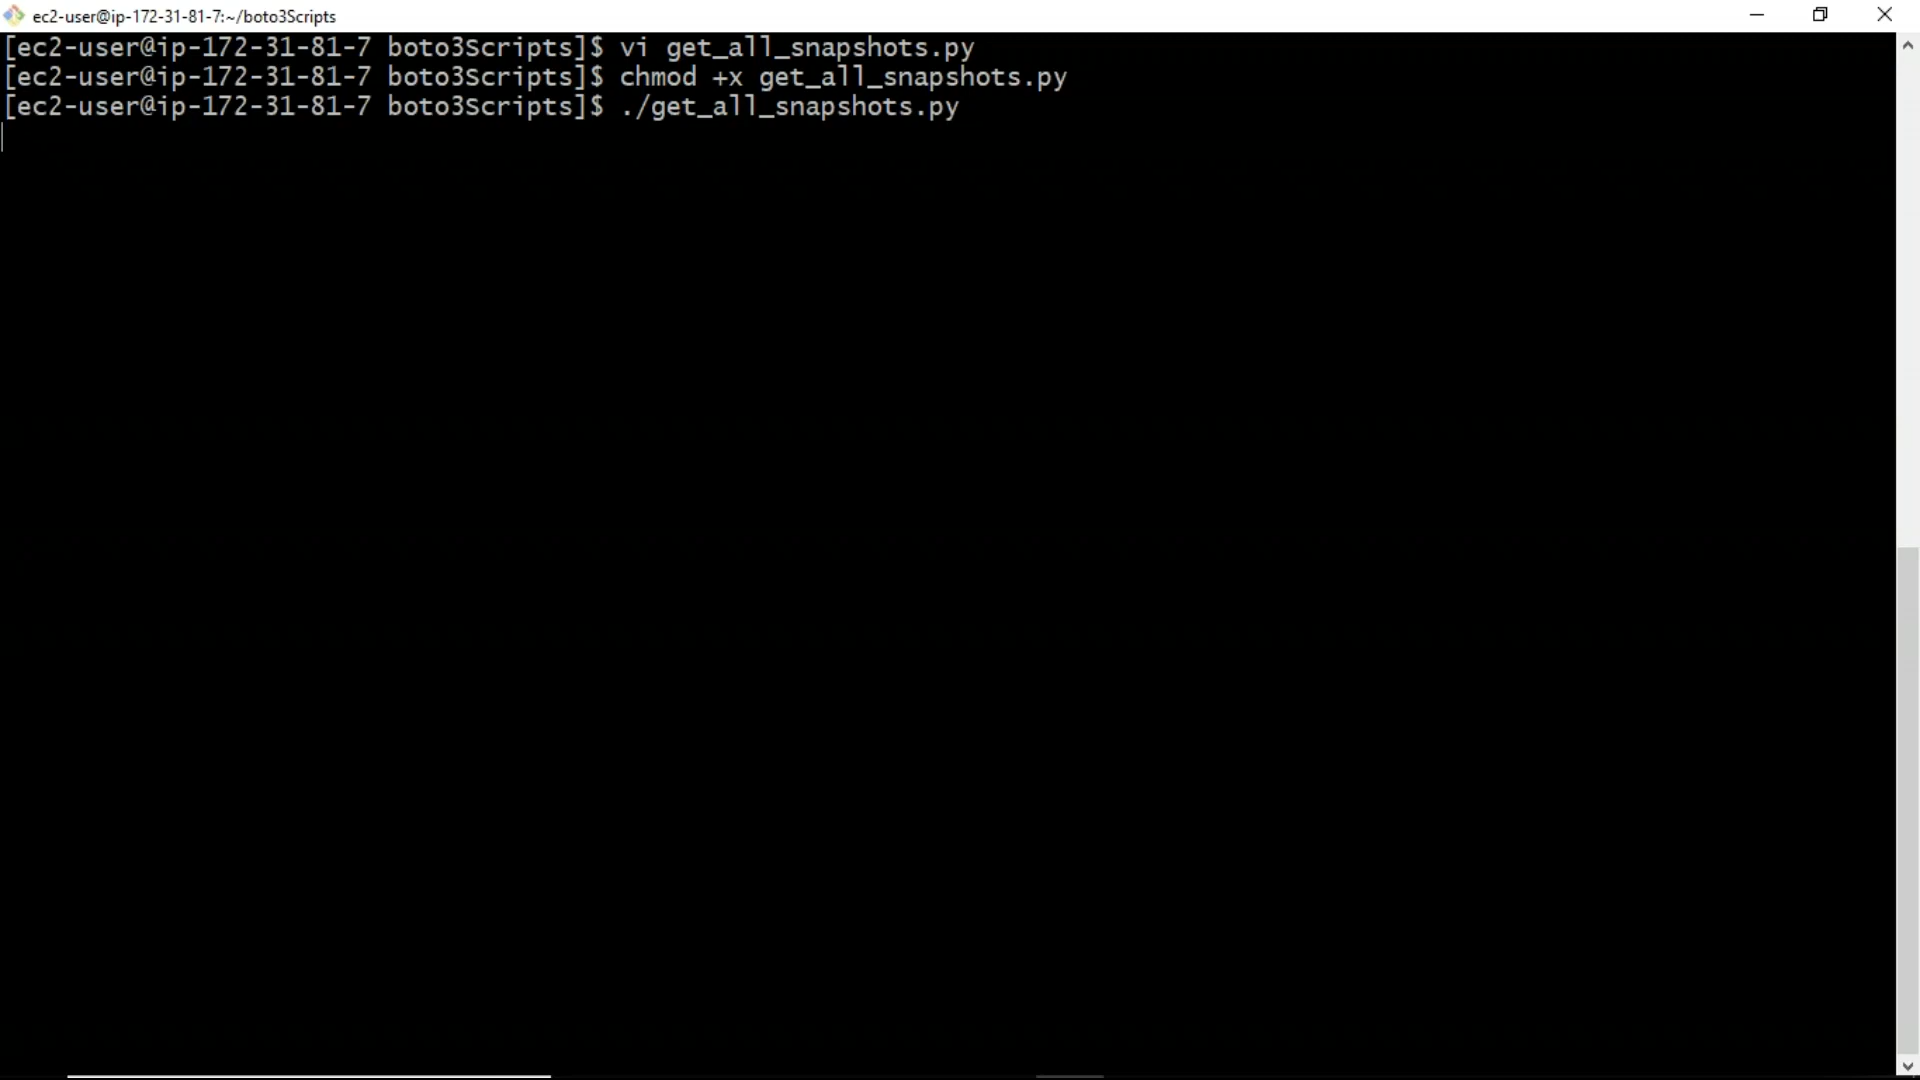 ec2-user@ip-172-31-81-7:~/boto3Scripts
[ec2-user@ip-172-31-81-7 boto3Scripts]$ vi get_all_snapshots.py
[ec2-user@ip-172-31-81-7 boto3Scripts]$ chmod +x get_all_snapshots.py
[ec2-user@ip-172-31-81-7 boto3Scripts]$ ./get_all_snapshots.py